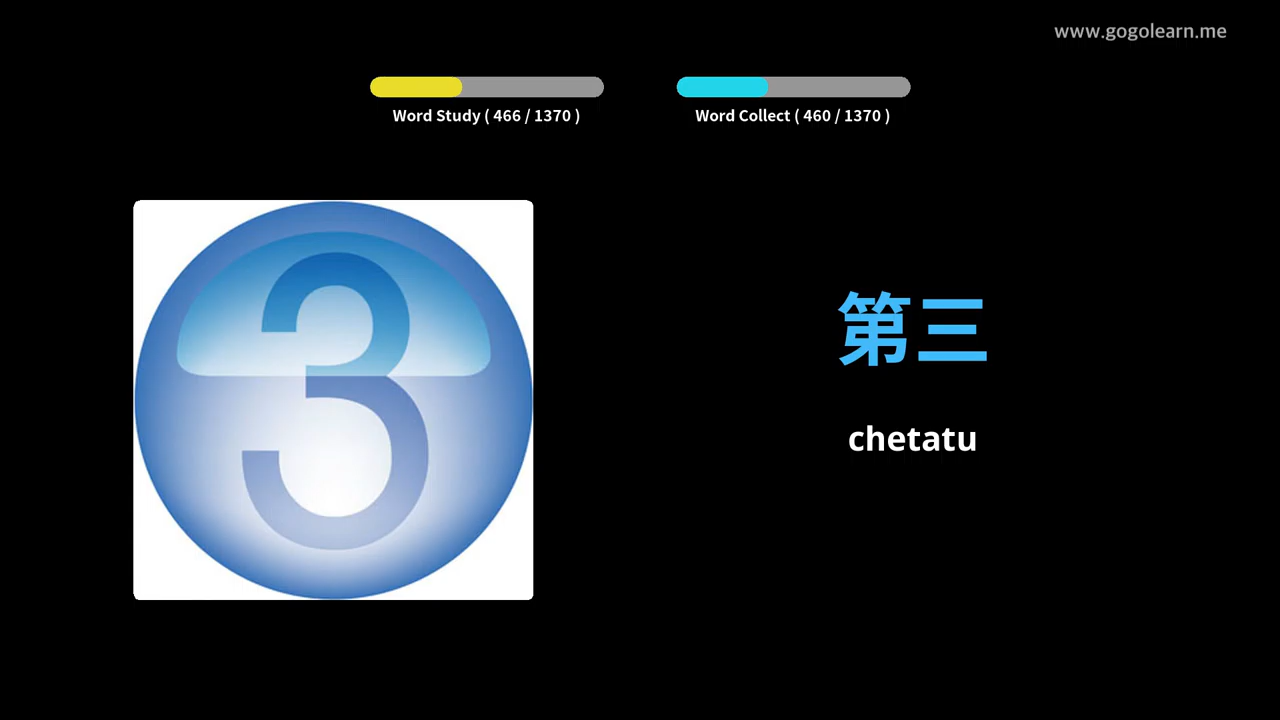 www.gogolearn.me
Word Study ( 466 / 1370 )
Word Collect ( 460 / 1370 )
3
第三
chetatu